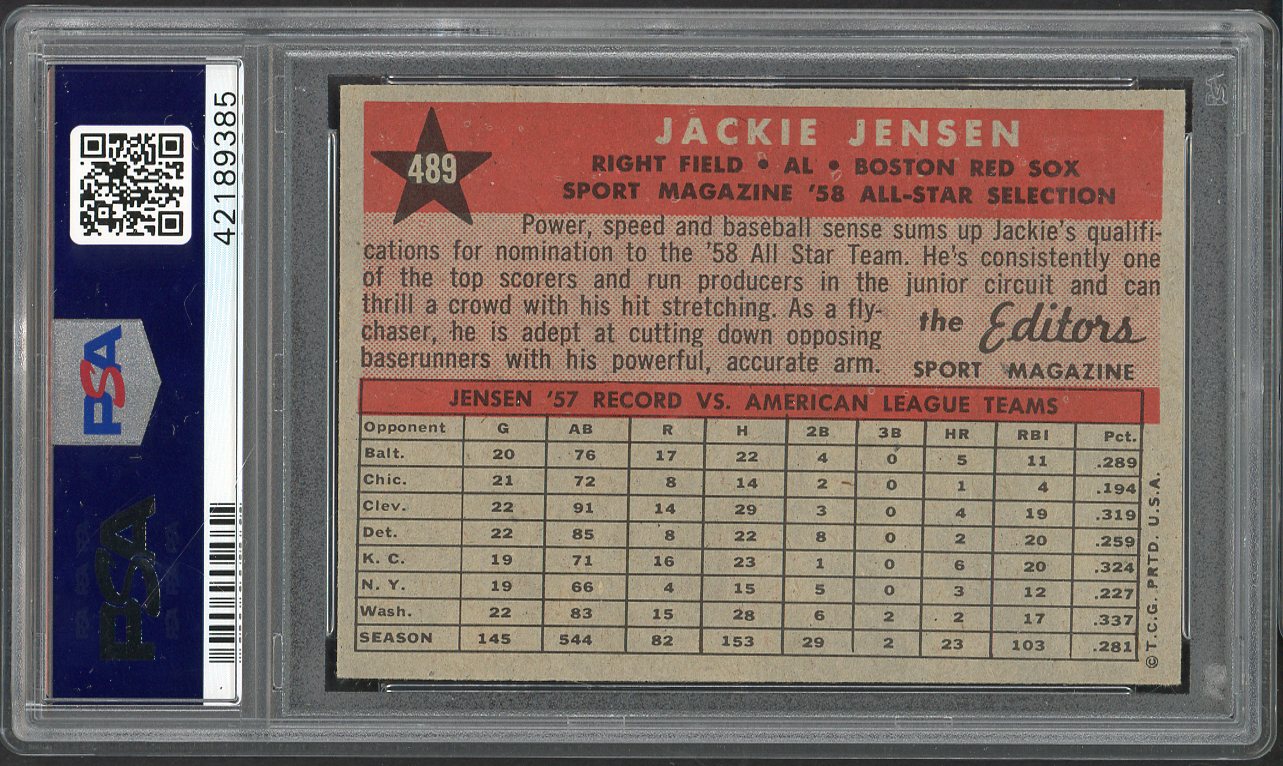 42189385
PSA
PSA
489
JACKIE JENSEN
RIGHT FIELD • AL • BOSTON RED SOX
SPORT MAGAZINE '58 ALL-STAR SELECTION
Power, speed and baseball sense sums up Jackie's qualifi-
cations for nomination to the '58 All Star Team. He's consistently one
of the top scorers and run producers in the junior circuit and can
thrill a crowd with his hit stretching. As a fly-
chaser, he is adept at cutting down opposing
baserunners with his powerful, accurate arm.
the Editors
SPORT MAGAZINE
JENSEN '57 RECORD VS. AMERICAN LEAGUE TEAMS
Opponent G AB R H 2B 3B HR RBI Pct.
Balt. 20 76 17 22 4 0 5 11 .289
Chic. 21 72 8 14 2 0 1 4 .194
Clev. 22 91 14 29 3 0 4 19 .319
Det. 22 85 8 22 8 0 2 20 .259
K. C. 19 71 16 23 1 0 6 20 .324
N. Y. 19 66 4 15 5 0 3 12 .227
Wash. 22 83 15 28 6 2 2 17 .337
SEASON 145 544 82 153 29 2 23 103 .281
© T.C.G. PRTD. U.S.A.